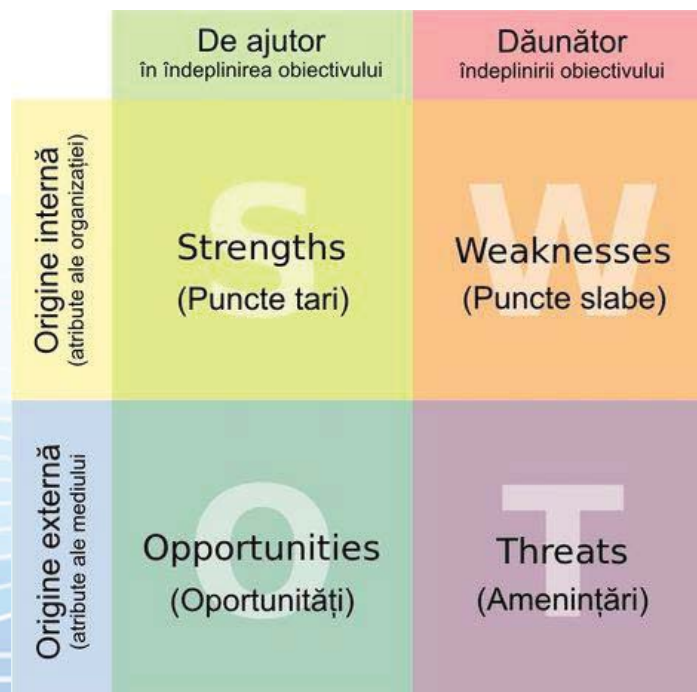 De ajutor
în îndeplinirea obiectivului
Dăunător
îndeplinirii obiectivului
Origine internă
(atribute ale organizației)
S
Strengths
(Puncte tari)
W
Weaknesses
(Puncte slabe)
Origine externă
(atribute ale mediului
O
Opportunities
(Oportunități)
T
Threats
(Amenințări)